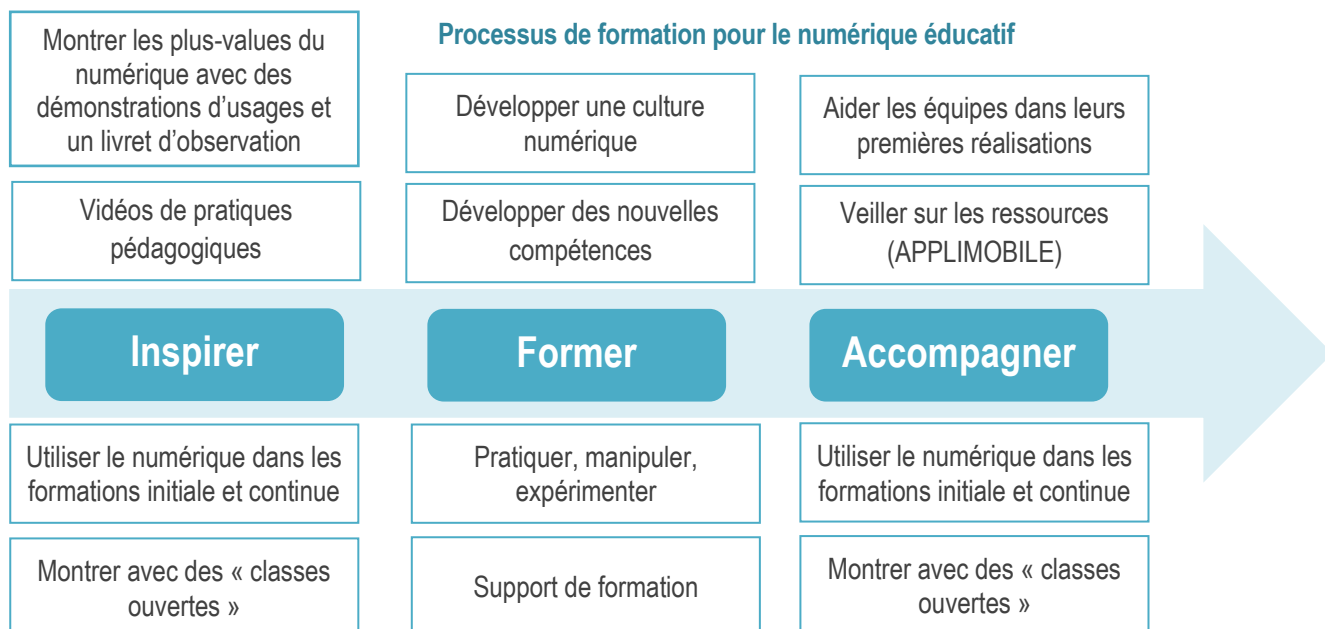 Processus de formation pour le numérique éducatif
Montrer les plus-values du
numérique avec des
démonstrations d’usages et
un livret d’observation
Développer une culture
numérique
Aider les équipes dans leurs
premières réalisations
Vidéos de pratiques
pédagogiques
Développer des nouvelles
compétences
Veiller sur les ressources
(APPLIMOBILE)
Inspirer
Former
Accompagner
Utiliser le numérique dans les
formations initiale et continue
Pratiquer, manipuler,
expérimenter
Utiliser le numérique dans les
formations initiale et continue
Montrer avec des « classes
ouvertes »
Support de formation
Montrer avec des « classes
ouvertes »